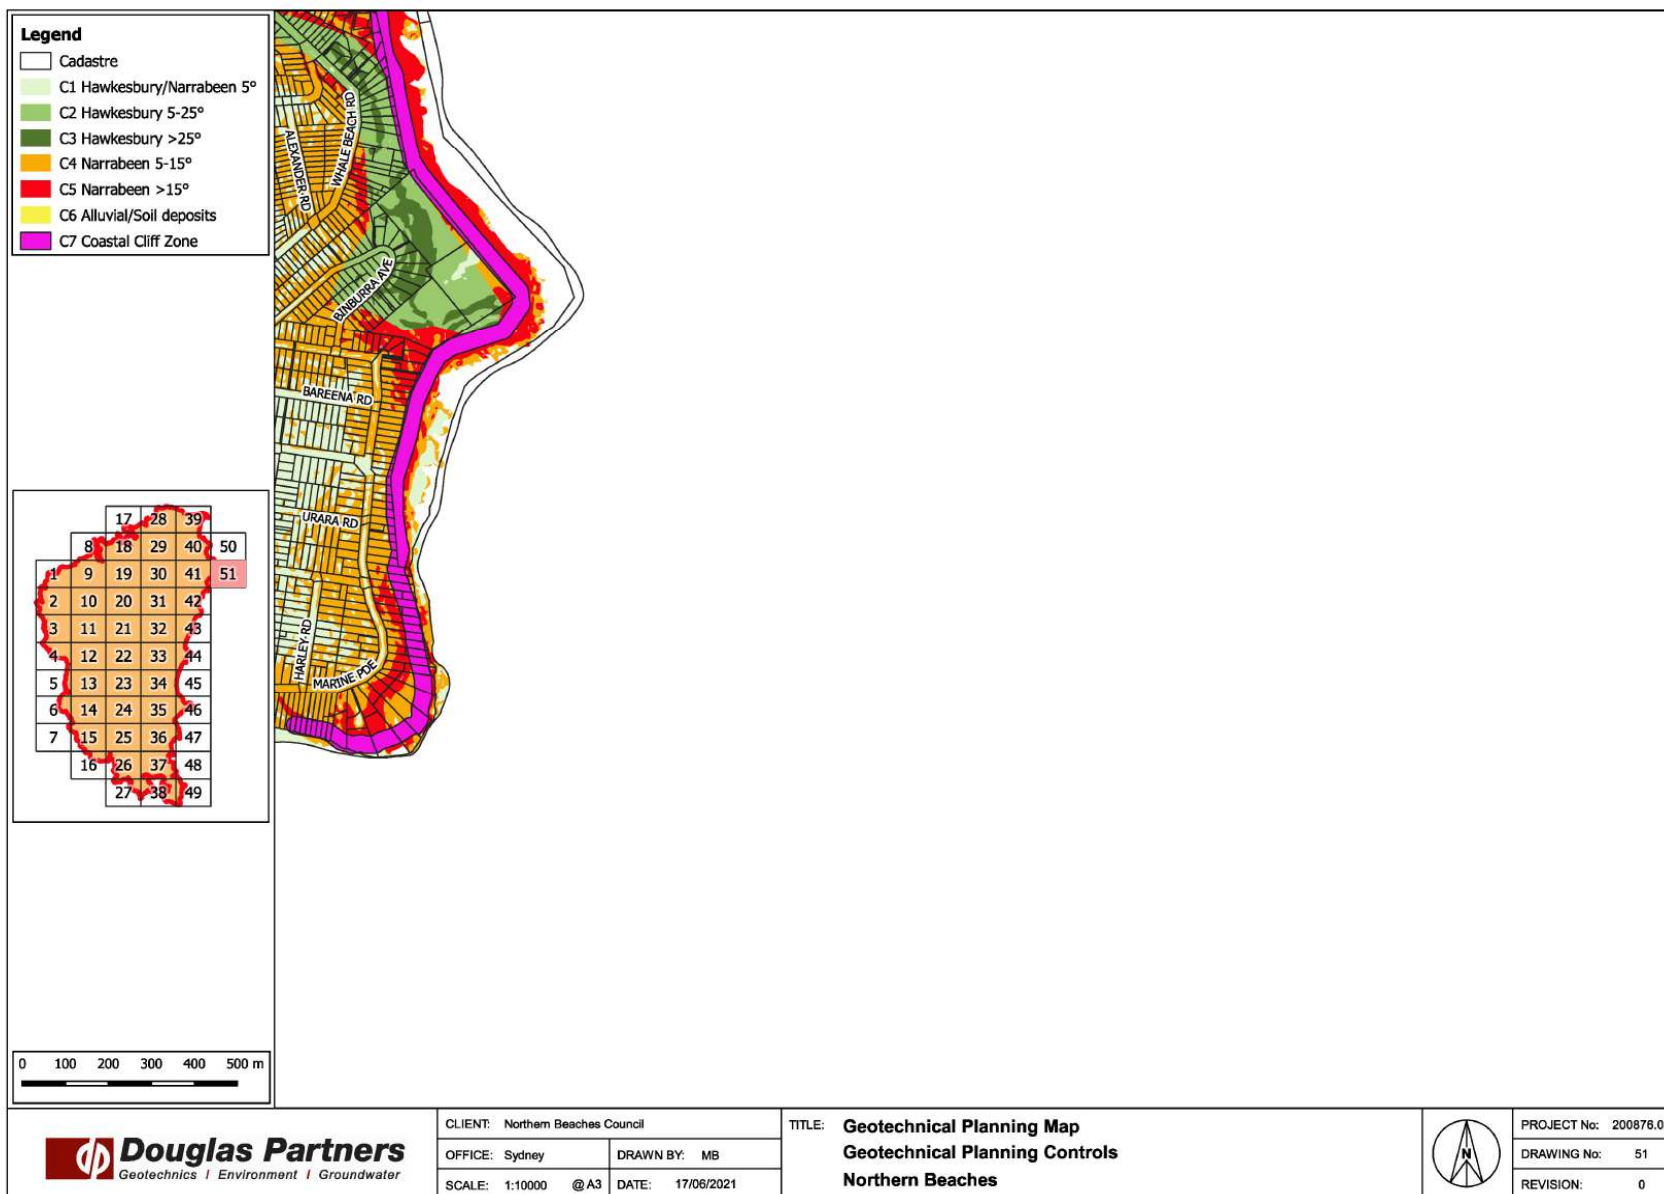 Legend
Cadastre
C1 Hawkesbury/Narrabeen 5°
C2 Hawkesbury 5-25°
C3 Hawkesbury >25°
C4 Narrabeen 5-15°
C5 Narrabeen >15°
C6 Alluvial/Soil deposits
C7 Coastal Cliff Zone
WHALE BEACH RD
ALEXANDER RD
BINBURRA AVE
BAREENA RD
URARA RD
HARLEY RD
MARINE PDE
17 28 39
8 18 29 40 50
1 9 19 30 41 51
2 10 20 31 42
3 11 21 32 43
4 12 22 33 44
5 13 23 34 45
6 14 24 35 46
7 15 25 36 47
16 26 37 48
27 38 49
0 100 200 300 400 500 m
Douglas Partners
Geotechnics | Environment | Groundwater
CLIENT: Northern Beaches Council
OFFICE: Sydney
DRAWN BY: MB
SCALE: 1:10000 @ A3
DATE: 17/06/2021
TITLE: Geotechnical Planning Map
Geotechnical Planning Controls
Northern Beaches
N
PROJECT No: 200876.0
DRAWING No: 51
REVISION: 0